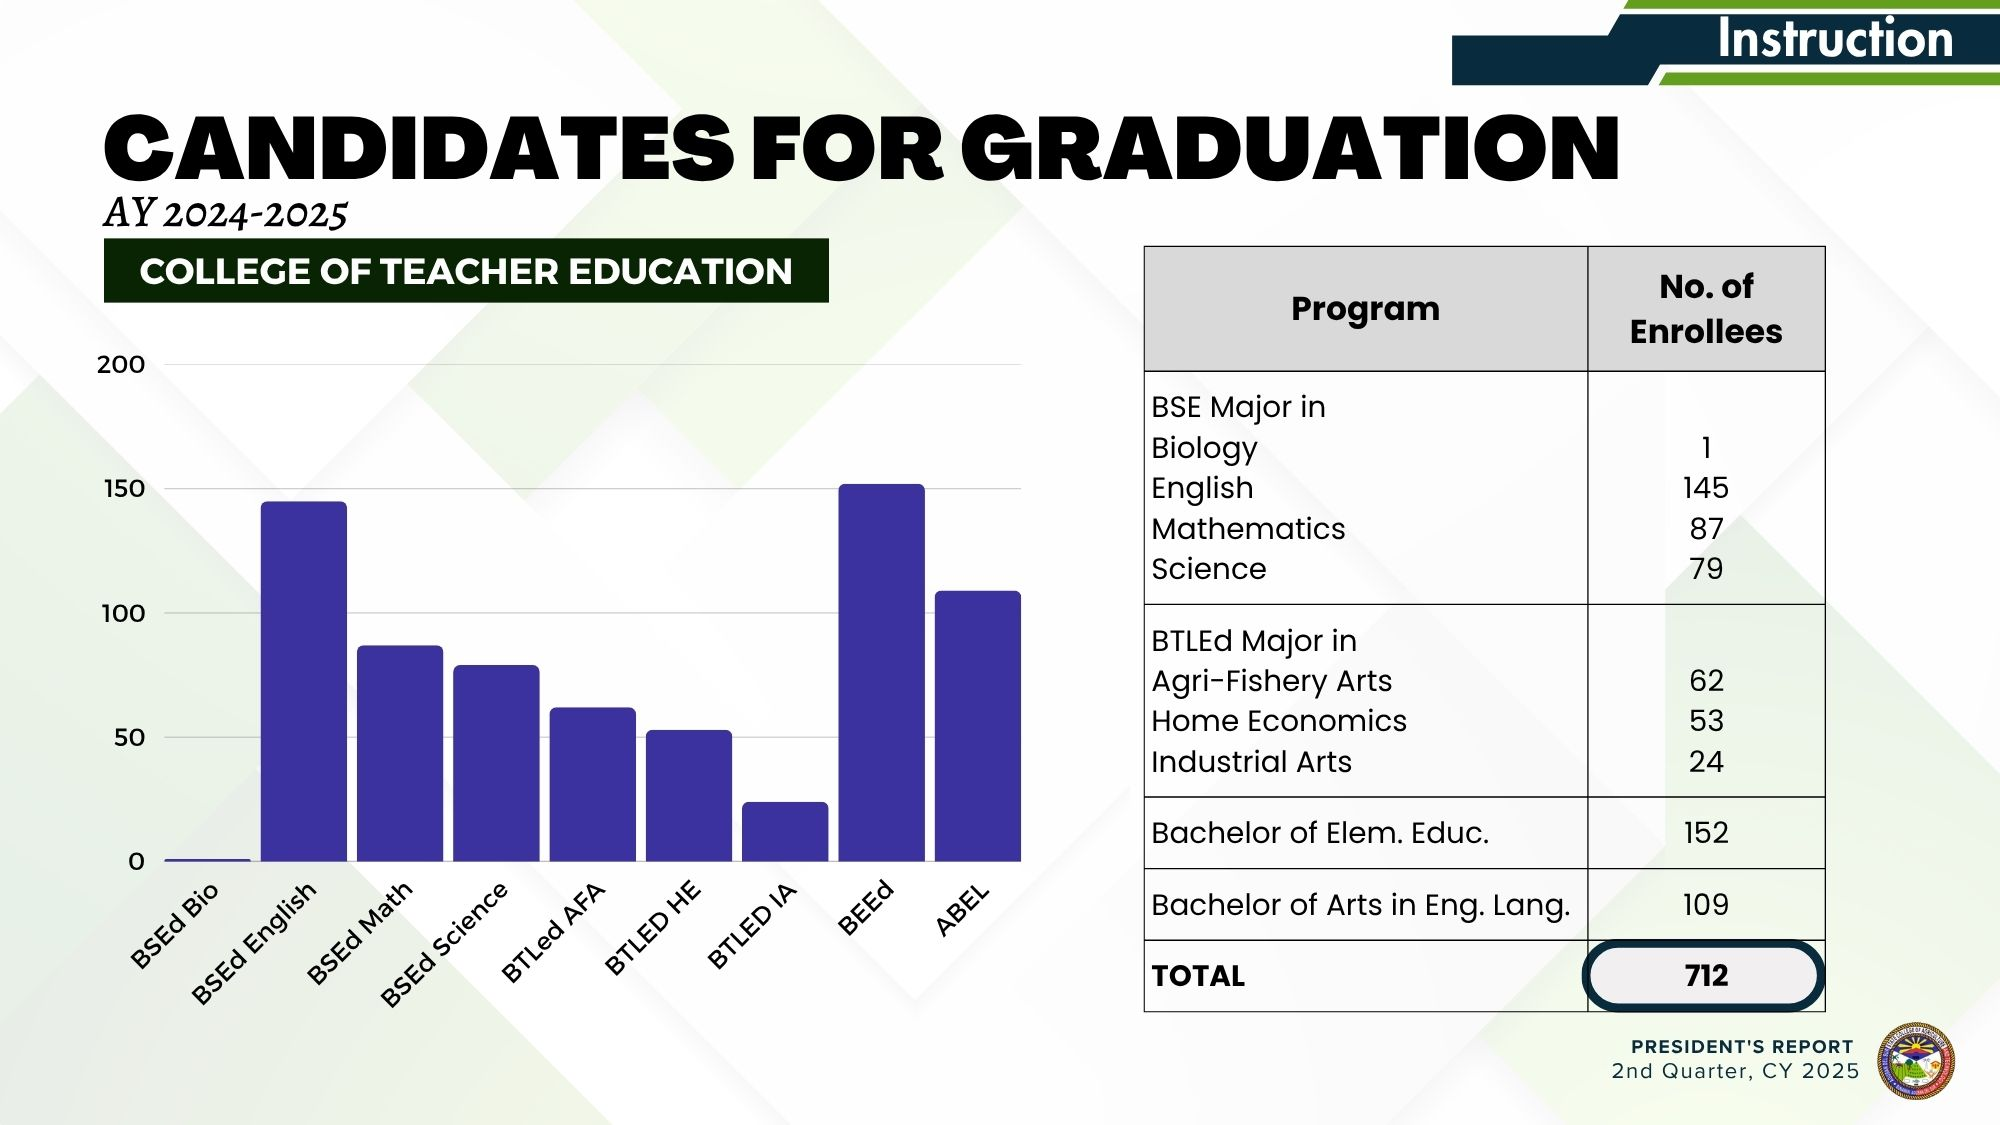 Instruction
CANDIDATES FOR GRADUATION
AY 2024-2025
COLLEGE OF TEACHER EDUCATION
200
150
100
50
0
BSEd Bio
BSEd English
BSEd Math
BSEd Science
BTLed AFA
BTLED HE
BTLED IA
BEEd
ABEL
Program No. of Enrollees
BSE Major in
Biology 1
English 145
Mathematics 87
Science 79
BTLEd Major in
Agri-Fishery Arts 62
Home Economics 53
Industrial Arts 24
Bachelor of Elem. Educ. 152
Bachelor of Arts in Eng. Lang. 109
TOTAL 712
PRESIDENT'S REPORT
2nd Quarter, CY 2025